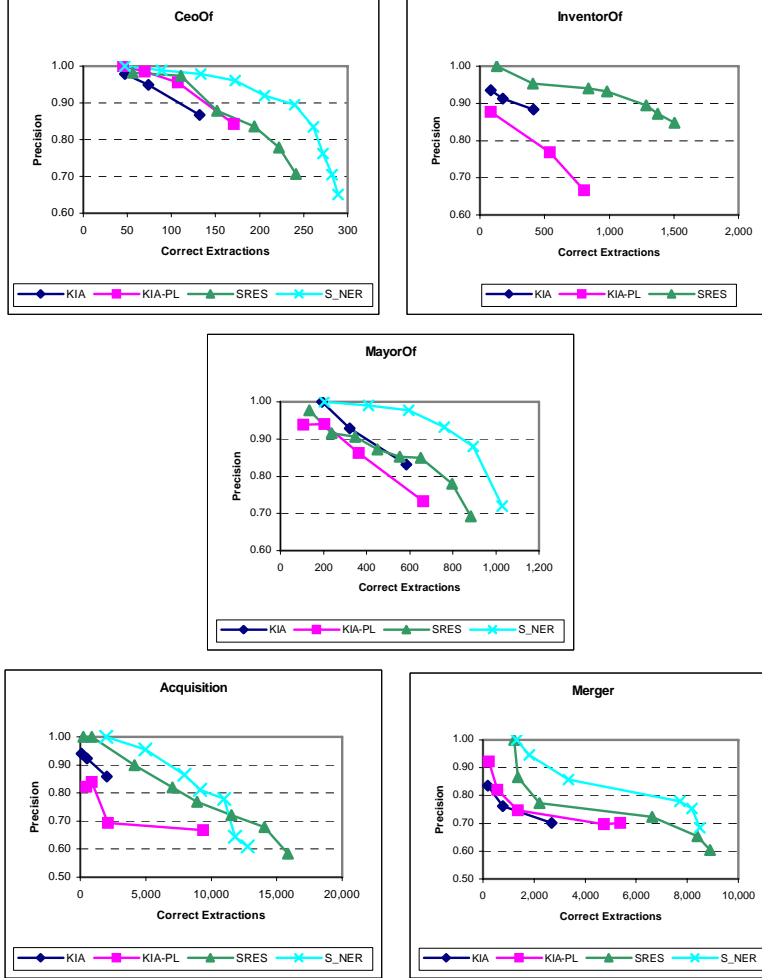 CeoOf
1.00
0.90
0.80
0.70
0.60
Precision
0 50 100 150 200 250 300
Correct Extractions
KIA KIA-PL SRES S_NER
InventorOf
1.00
0.90
0.80
0.70
0.60
Precision
0 500 1,000 1,500 2,000
Correct Extractions
KIA KIA-PL SRES
MayorOf
1.00
0.90
0.80
0.70
0.60
Precision
0 200 400 600 800 1,000 1,200
Correct Extractions
KIA KIA-PL SRES S_NER
Acquisition
1.00
0.90
0.80
0.70
0.60
0.50
Precision
0 5,000 10,000 15,000 20,000
Correct Extractions
KIA KIA-PL SRES S_NER
Merger
1.00
0.90
0.80
0.70
0.60
0.50
Precision
0 2,000 4,000 6,000 8,000 10,000
Correct Extractions
KIA KIA-PL SRES S_NER